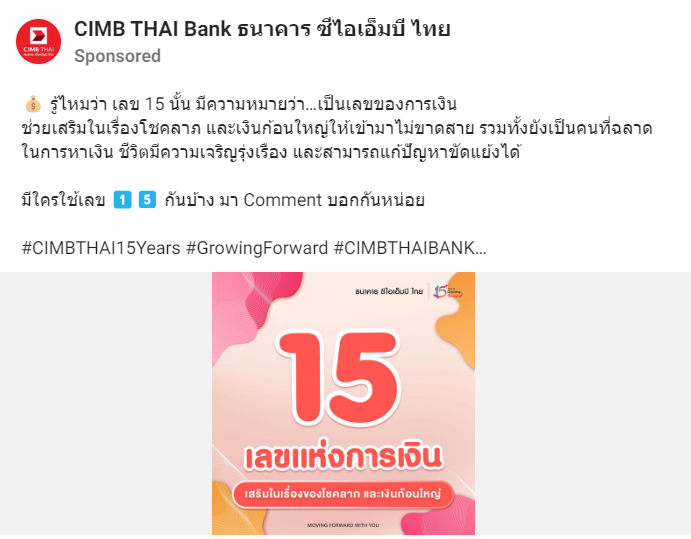 CIMB THAI Bank ธนาคาร ซีไอเอ็มบี ไทย
CIMB THAI
Sponsored
💰 รู้ไหมว่า เลข 15 นั้น มีความหมายว่า...เป็นเลขของการเงิน
ช่วยเสริมในเรื่องโชคลาภ และเงินก้อนใหญ่ให้เข้ามาไม่ขาดสาย รวมทั้งยังเป็นคนที่ฉลาด
ในการหาเงิน ชีวิตมีความเจริญรุ่งเรือง และสามารถแก้ปัญหาขัดแย้งได้
มีใครใช้เลข 1️⃣ 5️⃣ กันบ้าง มา Comment บอกกันหน่อย
#CIMBTHAI15Years #GrowingForward #CIMBTHAIBANK...
ธนาคาร ซีไอเอ็มบี ไทย 15
15
เลขแห่งการเงิน
เสริมในเรื่องของโชคลาภ และเงินก้อนใหญ่
MOVING FORWARD WITH YOU